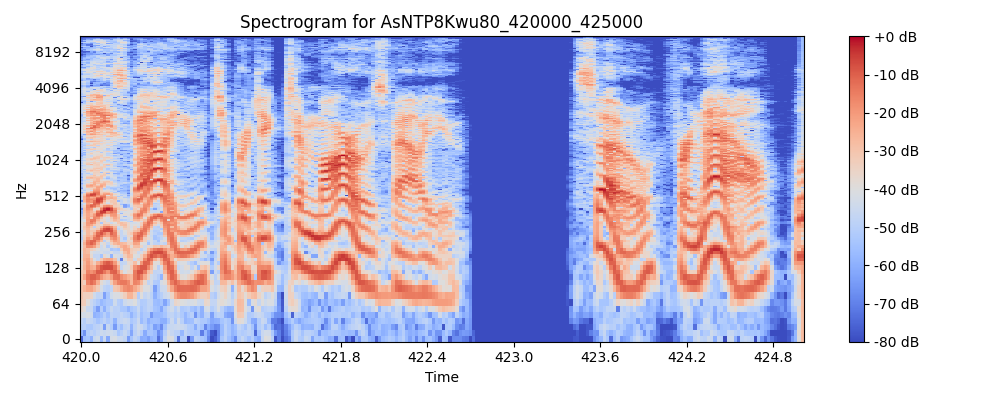 Spectrogram for AsNTP8Kwu80_420000_425000
8192
4096
2048
1024
512
256
128
64
0
Hz
420.0 420.6 421.2 421.8 422.4 423.0 423.6 424.2 424.8
Time
+0 dB
-10 dB
-20 dB
-30 dB
-40 dB
-50 dB
-60 dB
-70 dB
-80 dB